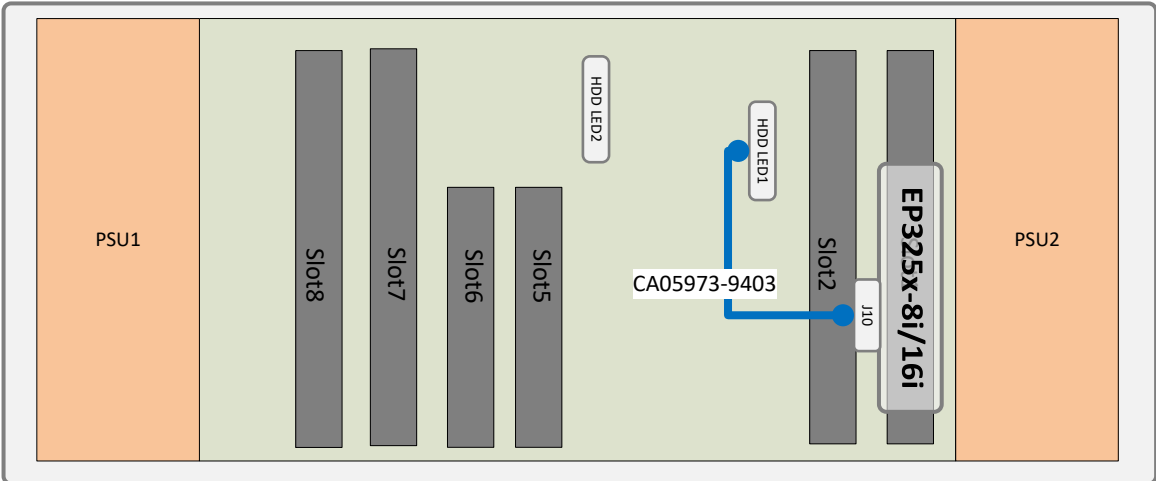 PSU1
Slot8
Slot7
Slot6
Slot5
HDD LED2
HDD LED1
CA05973-9403
Slot2
J10
EP325x-8i/16i
PSU2